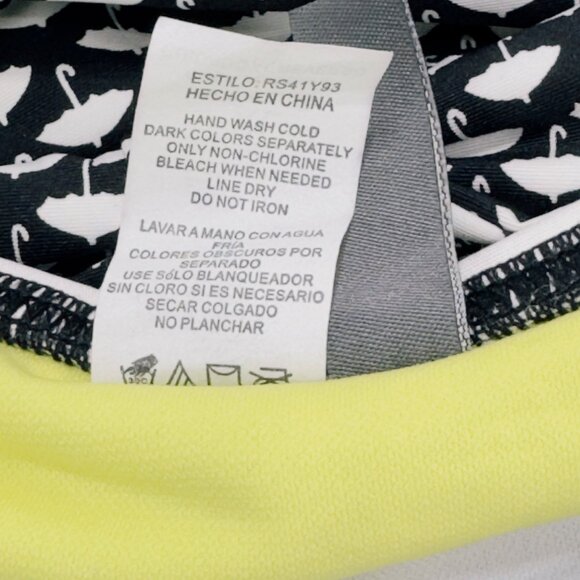 ESTILO: RS41Y93
HECHO EN CHINA
HAND WASH COLD
DARK COLORS SEPARATELY
ONLY NON-CHLORINE
BLEACH WHEN NEEDED
LINE DRY
DO NOT IRON
LAVAR A MANO CON AGUA
FRÍA
COLORES OBSCUROS POR
SEPARADO
USE SÓLO BLANQUEADOR
SIN CLORO SI ES NECESARIO
SECAR COLGADO
NO PLANCHAR